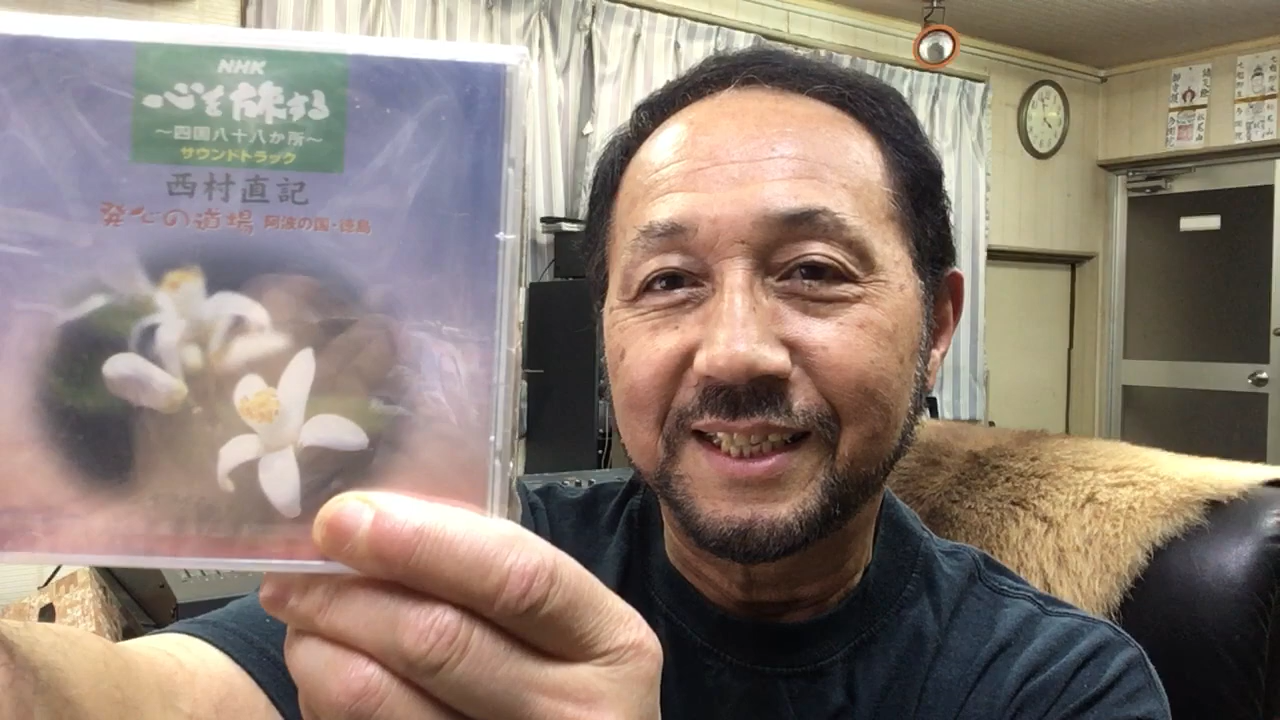 NHK
心を旅する
～四国八十八か所～
サウンドトラック
西村直記
発心の道場 阿波の国・徳島